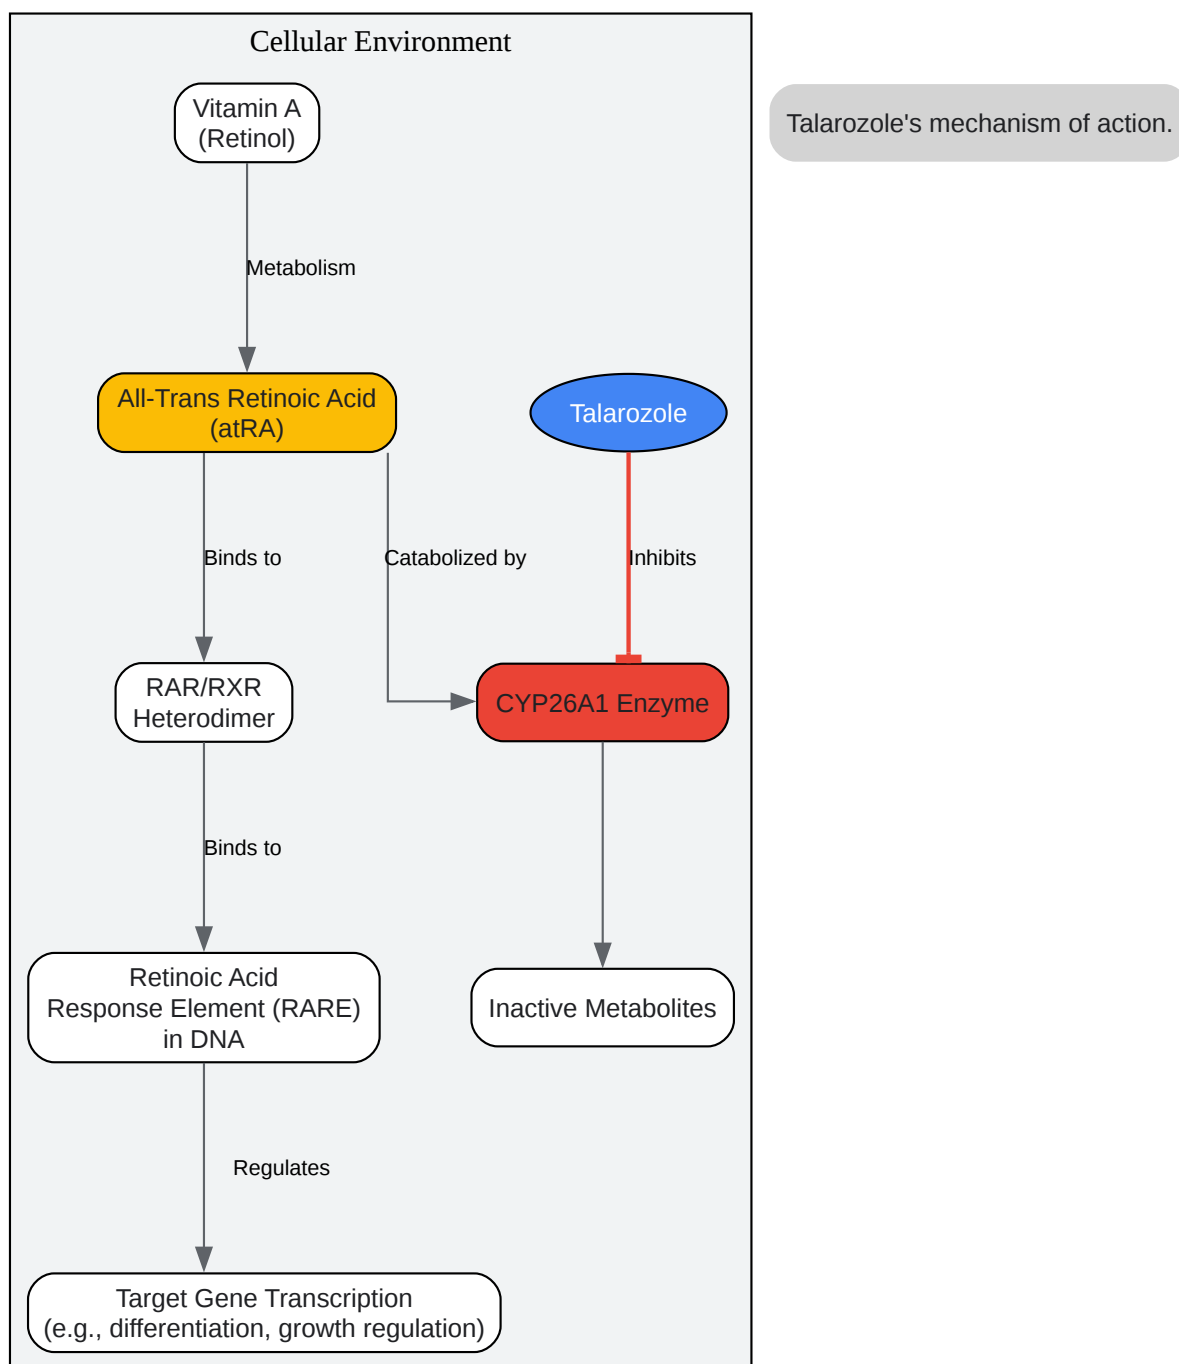 Cellular Environment
Vitamin A
(Retinol)
Talarozole's mechanism of action.
Metabolism
All-Trans Retinoic Acid
(atRA)
Talarozole
Binds to
Catabolized by
Inhibits
RAR/RXR
Heterodimer
CYP26A1 Enzyme
Binds to
Retinoic Acid
Response Element (RARE)
in DNA
Inactive Metabolites
Regulates
Target Gene Transcription
(e.g., differentiation, growth regulation)